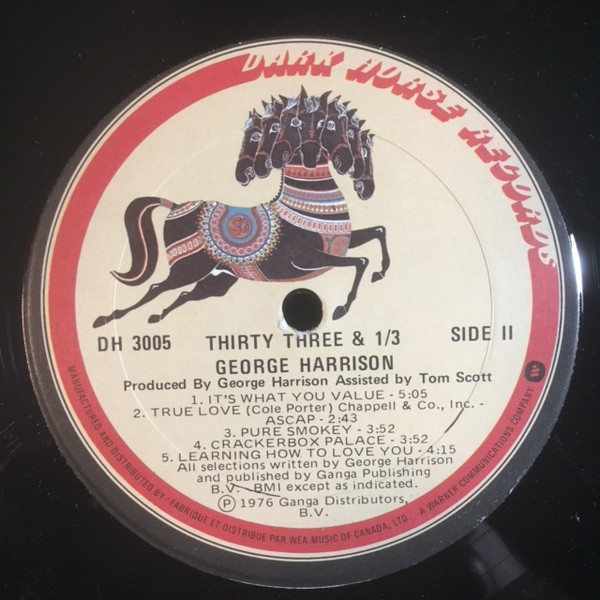 DARK HORSE RECORDS
DH 3005
THIRTY THREE & 1/3
SIDE II
GEORGE HARRISON
Produced By George Harrison Assisted by Tom Scott
1. IT'S WHAT YOU VALUE - 5:05
2. TRUE LOVE (Cole Porter) Chappell & Co., Inc. -
ASCAP - 2:43
3. PURE SMOKEY - 3:52
4. CRACKERBOX PALACE - 3:52
5. LEARNING HOW TO LOVE YOU - 4:15
All selections written by George Harrison
and published by Ganga Publishing
B.V. BMI except as indicated.
Ⓟ 1976 Ganga Distributors,
B.V.
MANUFACTURED AND DISTRIBUTED BY / FABRIQUE ET DISTRIBUE PAR WEA MUSIC OF CANADA, LTD. A WARNER COMMUNICATIONS COMPANY